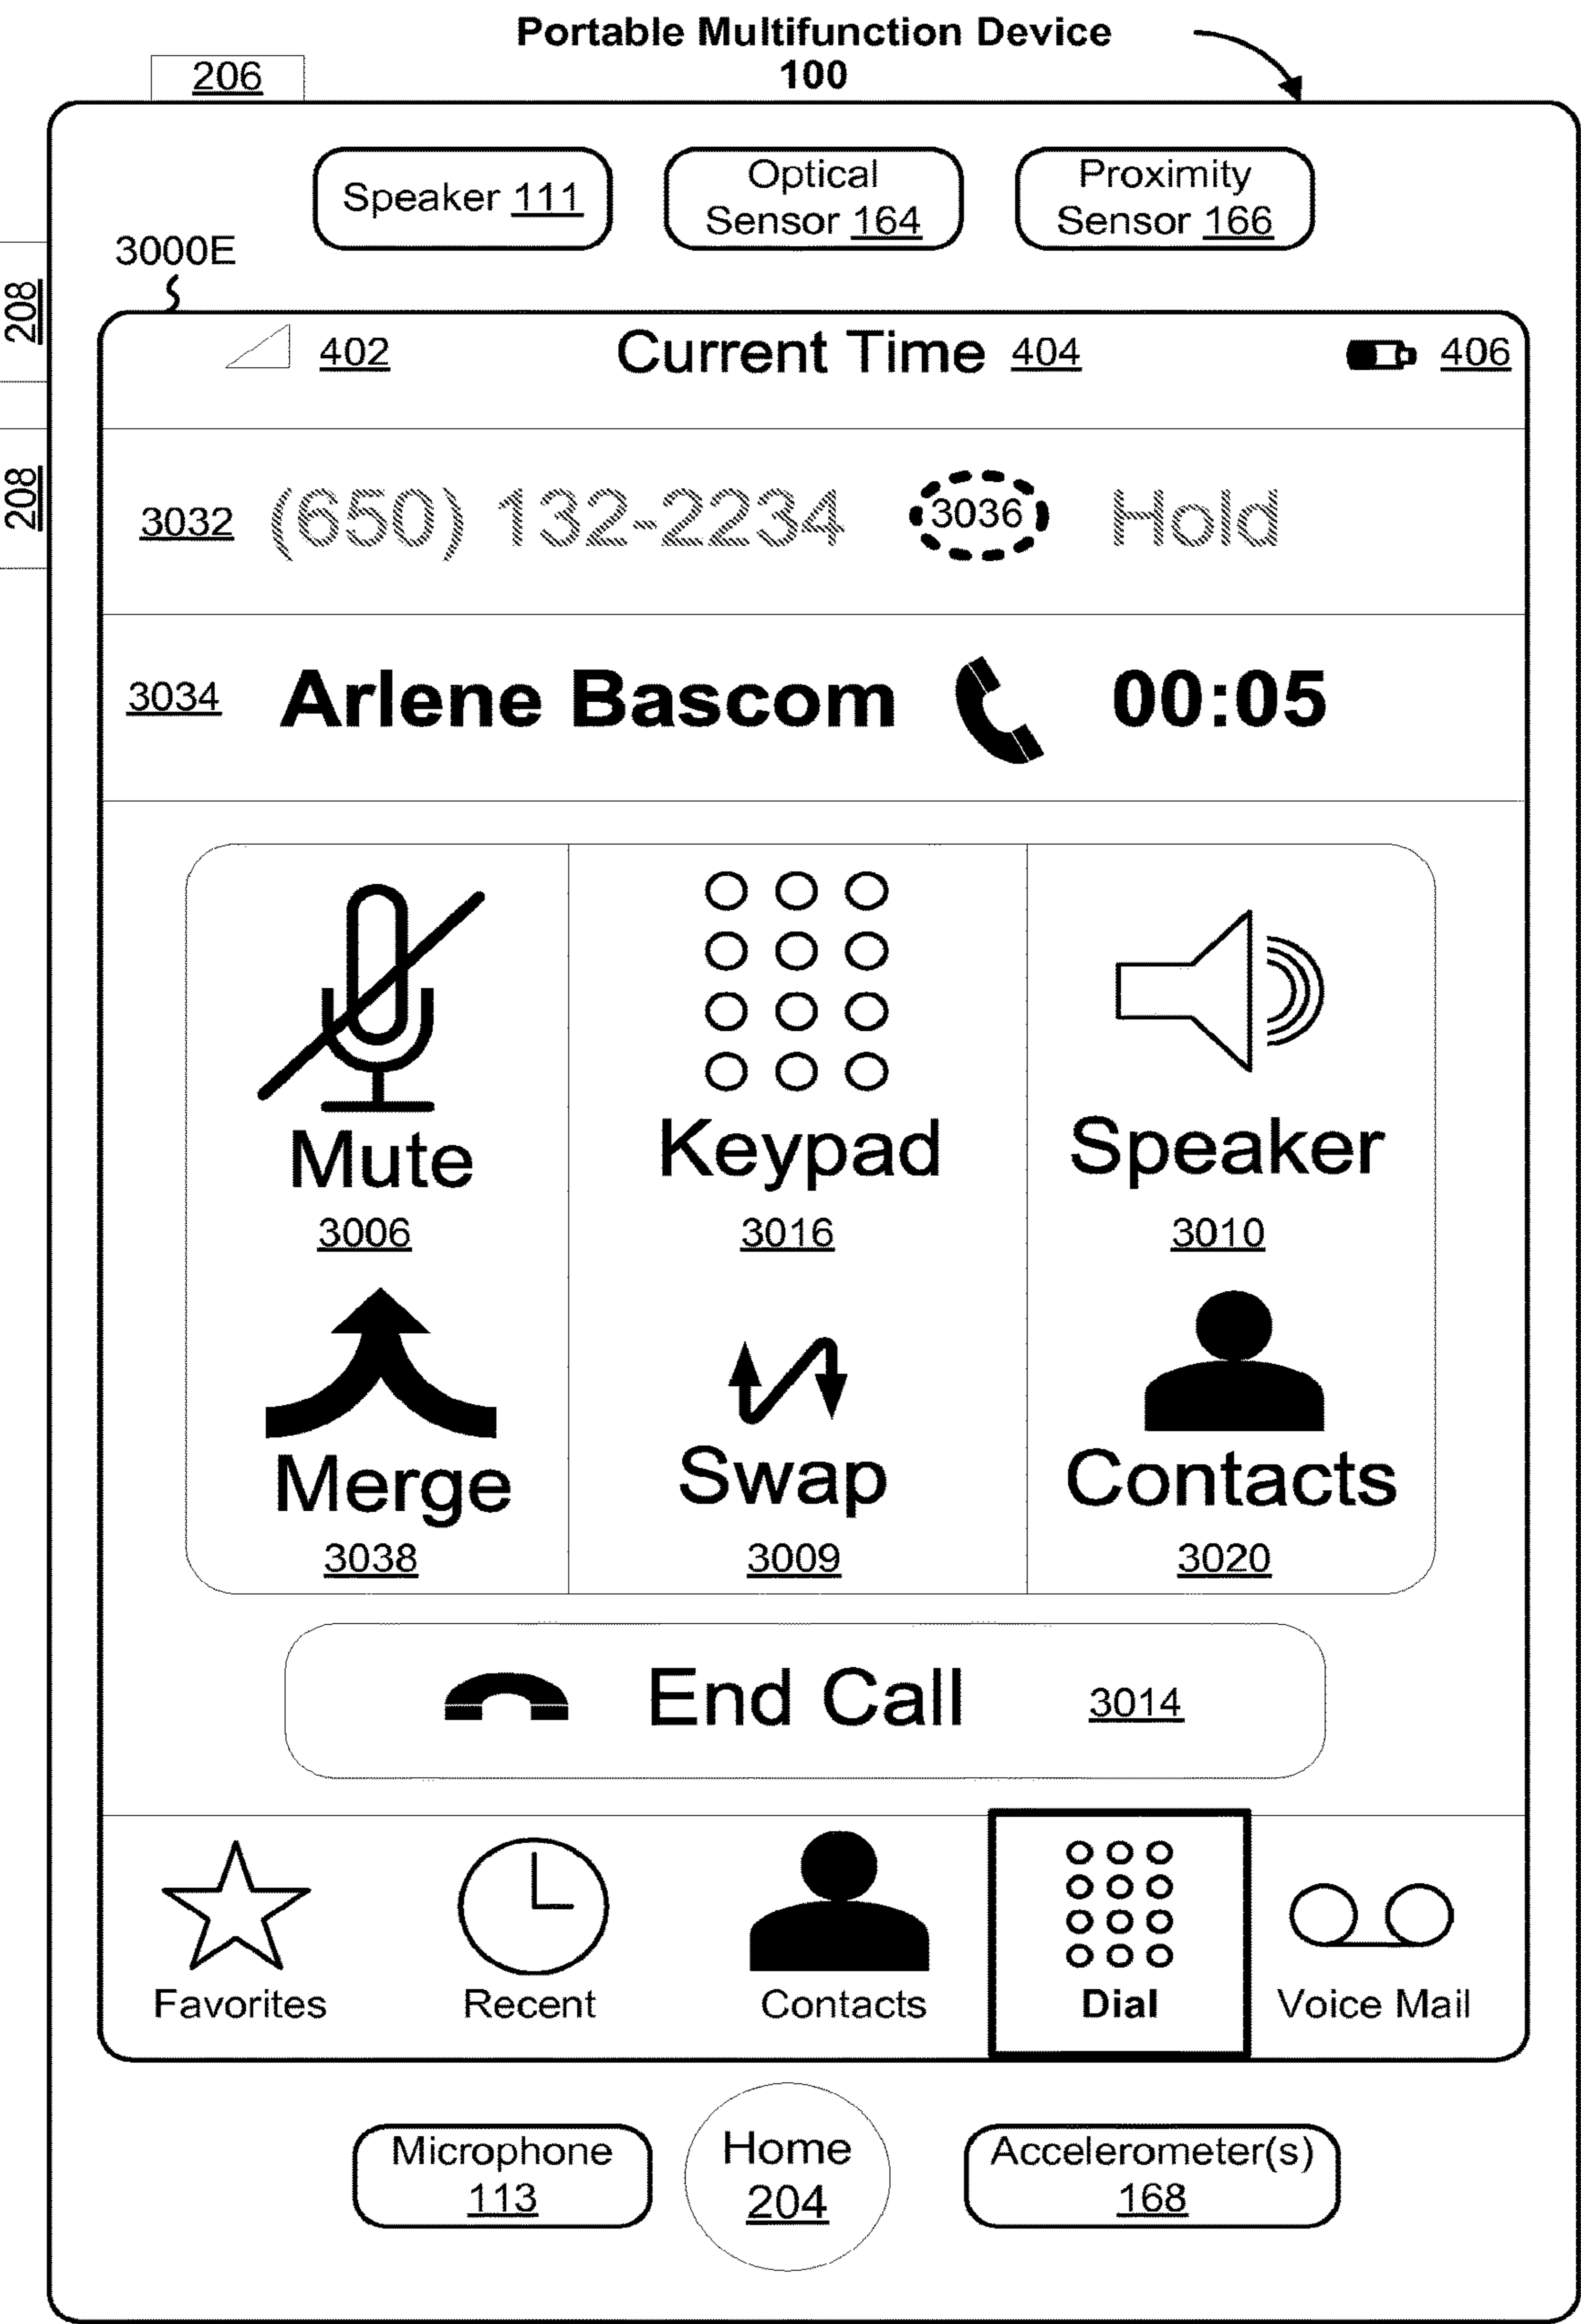 Portable Multifunction Device
100
206
Speaker 111
Optical
Sensor 164
Proximity
Sensor 166
3000E
208
402
Current Time 404
406
208
3032 (650) 132-2234 3036 Hold
3034 Arlene Bascom 00:05
Mute
3006
Keypad
3016
Speaker
3010
Merge
3038
Swap
3009
Contacts
3020
End Call 3014
Favorites
Recent
Contacts
Dial
Voice Mail
Microphone
113
Home
204
Accelerometer(s)
168